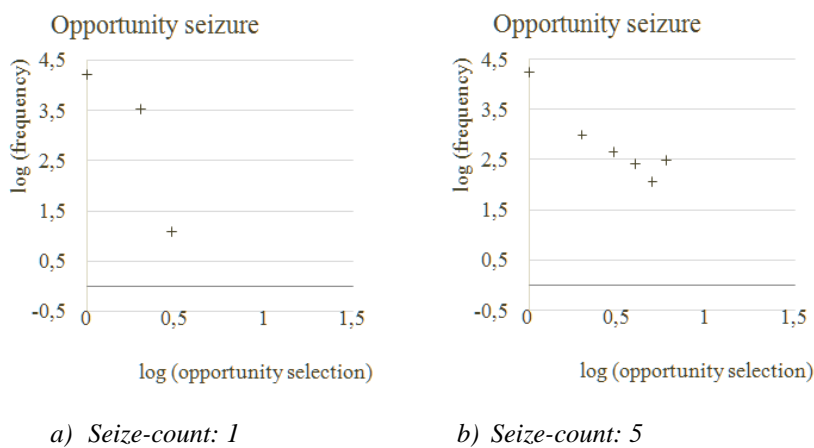 Opportunity seizure
log (frequency)
4,5
3,5
2,5
1,5
0,5
-0,5
0 0,5 1 1,5
log (opportunity selection)
a) Seize-count: 1
Opportunity seizure
log (frequency)
4,5
3,5
2,5
1,5
0,5
-0,5
0 0,5 1 1,5
log (opportunity selection)
b) Seize-count: 5